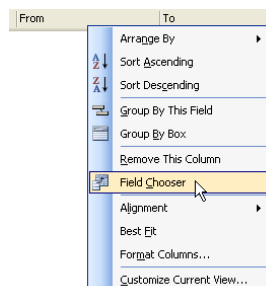 From To
Arrange By
Sort Ascending
Sort Descending
Group By This Field
Group By Box
Remove This Column
Field Chooser
Alignment
Best Fit
Format Columns...
Customize Current View...